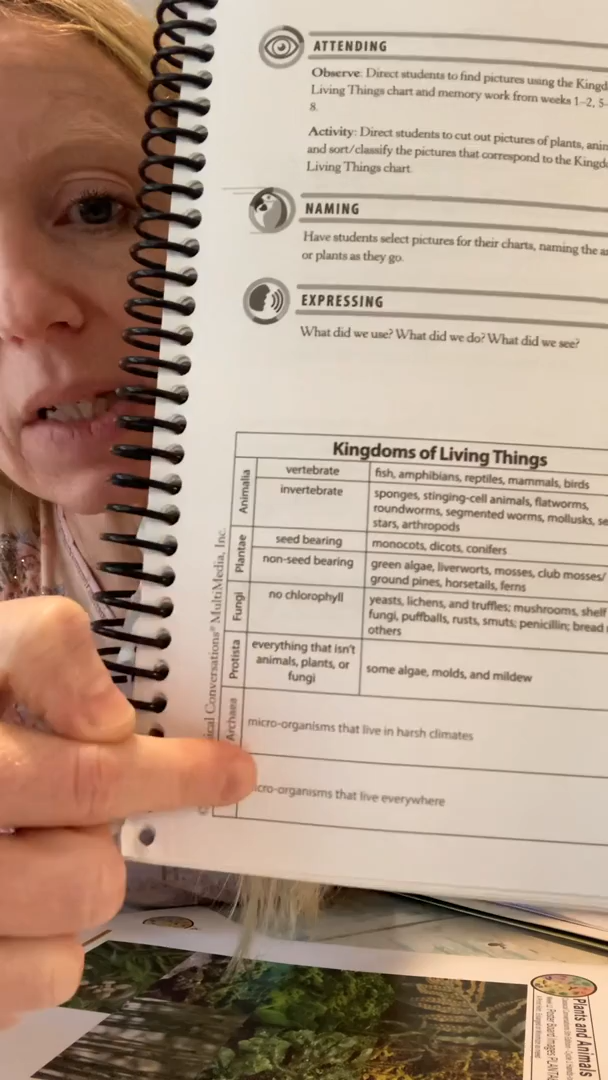 ATTENDING
Observe: Direct students to find pictures using the
Living Things chart and memory work from weeks 1–2,
8.
Activity: Direct students to cut out pictures of plants,
and sort/classify the pictures that correspond to the
Living Things chart.
NAMING
Have students select pictures for their charts, naming the
or plants as they go.
EXPRESSING
What did we use? What did we do? What did we see?
Kingdoms of Living Things
Animalia
vertebrate
fish, amphibians, reptiles, mammals, birds
invertebrate
sponges, stinging-cell animals, flatworms,
roundworms, segmented worms, mollusks,
stars, arthropods
Plantae
seed bearing
monocots, dicots, conifers
non-seed bearing
green algae, liverworts, mosses, club mosses/
ground pines, horsetails, ferns
Fungi
no chlorophyll
yeasts, lichens, and truffles; mushrooms, shelf
fungi, puffballs, rusts, smuts; penicillin; bread
others
Protista
everything that isn't
animals, plants, or
fungi
some algae, molds, and mildew
Archaea
micro-organisms that live in harsh climates
that live everywhere
Conversations® MultiMedia, Inc.
Plants and Animals